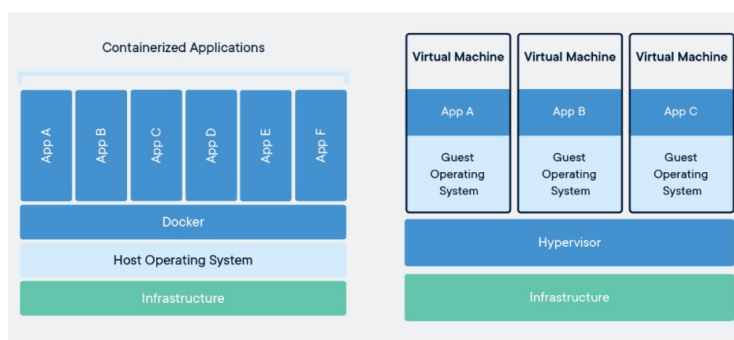 Containerized Applications
App A
App B
App C
App D
App E
App F
Docker
Host Operating System
Infrastructure
Virtual Machine
App A
Guest
Operating
System
Virtual Machine
App B
Guest
Operating
System
Virtual Machine
App C
Guest
Operating
System
Hypervisor
Infrastructure